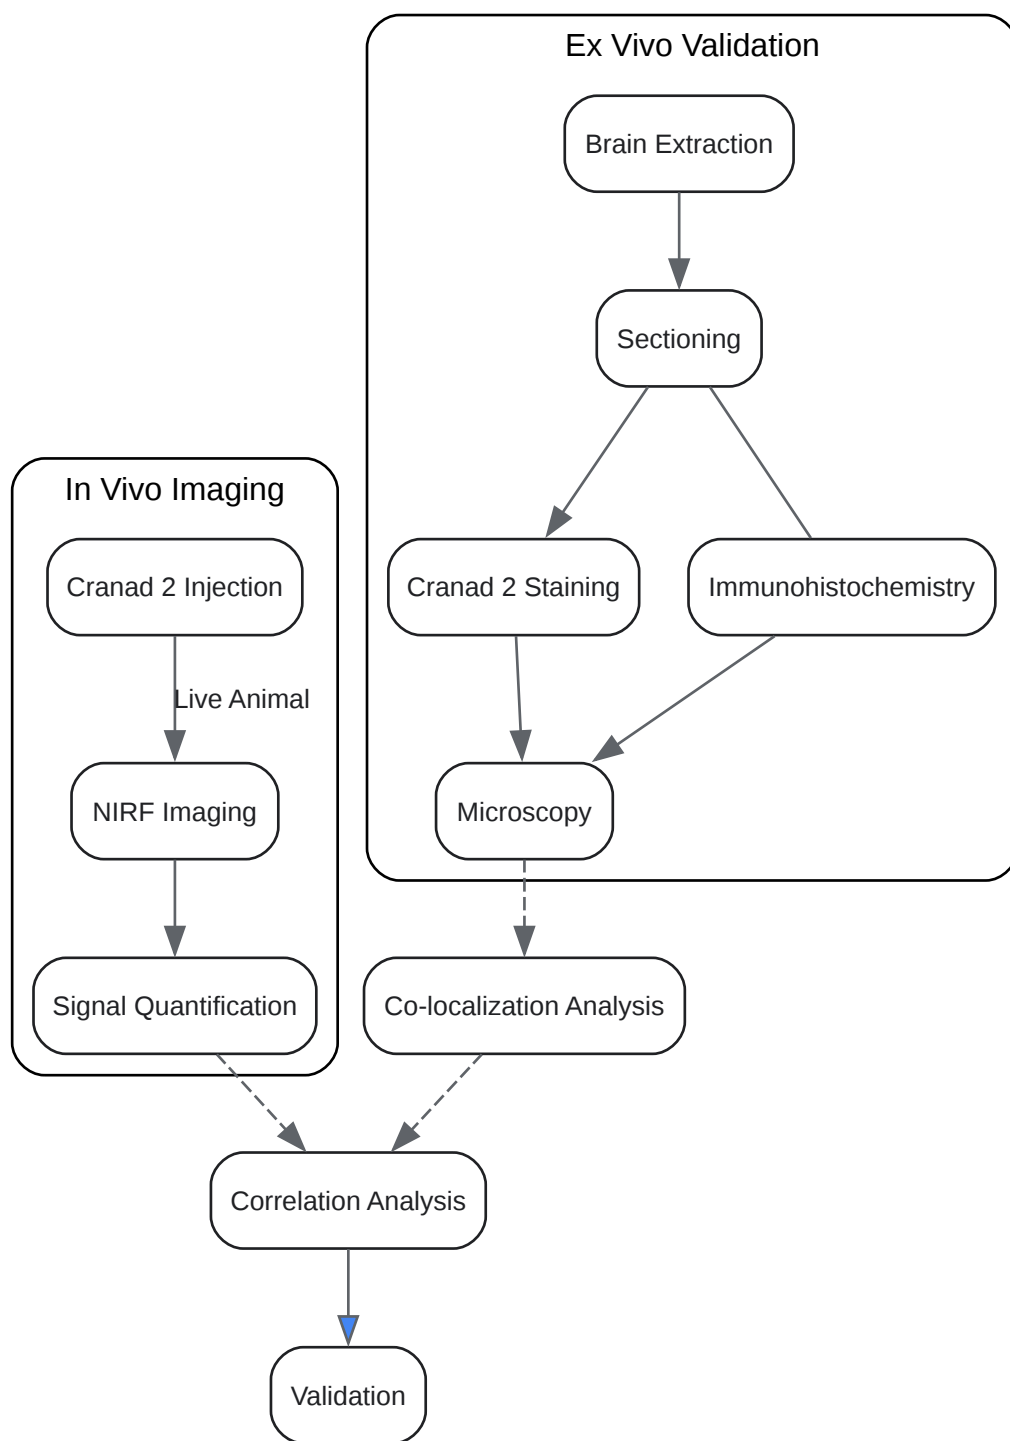 Ex Vivo Validation
Brain Extraction
Sectioning
In Vivo Imaging
Cranad 2 Injection
Cranad 2 Staining
Immunohistochemistry
Live Animal
NIRF Imaging
Microscopy
Signal Quantification
Co-localization Analysis
Correlation Analysis
Validation